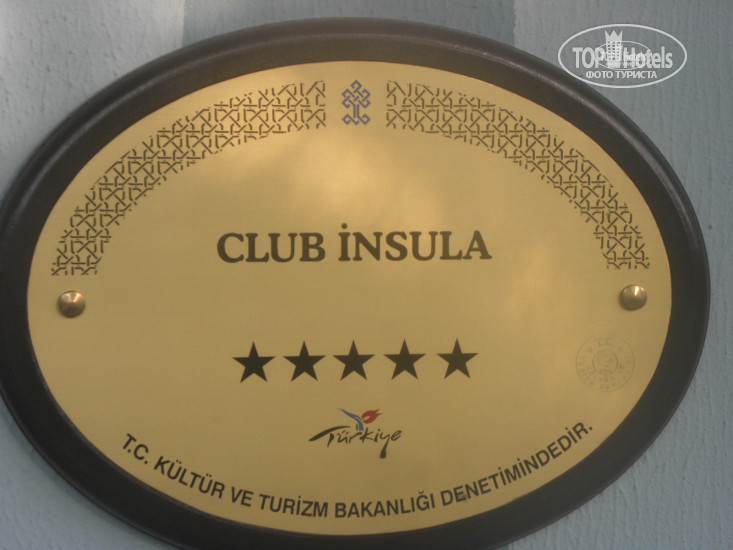 TOP Hotels
ФОТО ТУРИСТА
CLUB İNSULA
Türkiye
T.C. KÜLTÜR VE TURİZM BAKANLIĞI DENETİMİNDEDİR.